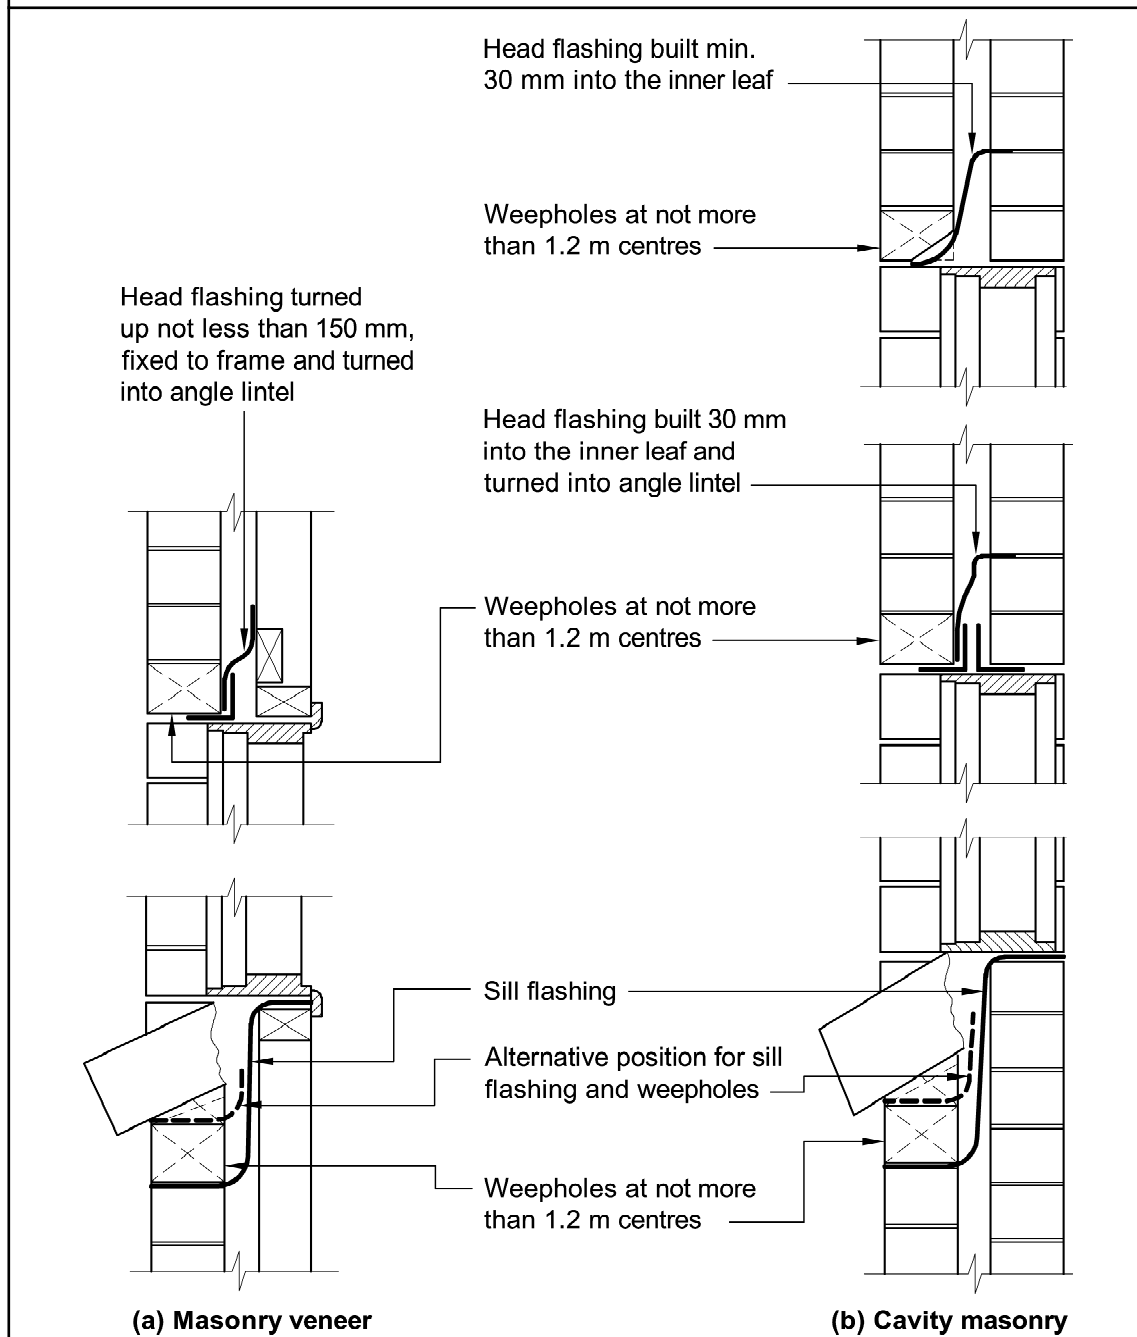 Head flashing built min.
30 mm into the inner leaf
Weepholes at not more
than 1.2 m centres
Head flashing turned
up not less than 150 mm,
fixed to frame and turned
into angle lintel
Head flashing built 30 mm
into the inner leaf and
turned into angle lintel
Weepholes at not more
than 1.2 m centres
Sill flashing
Alternative position for sill
flashing and weepholes
Weepholes at not more
than 1.2 m centres
(a) Masonry veneer
(b) Cavity masonry